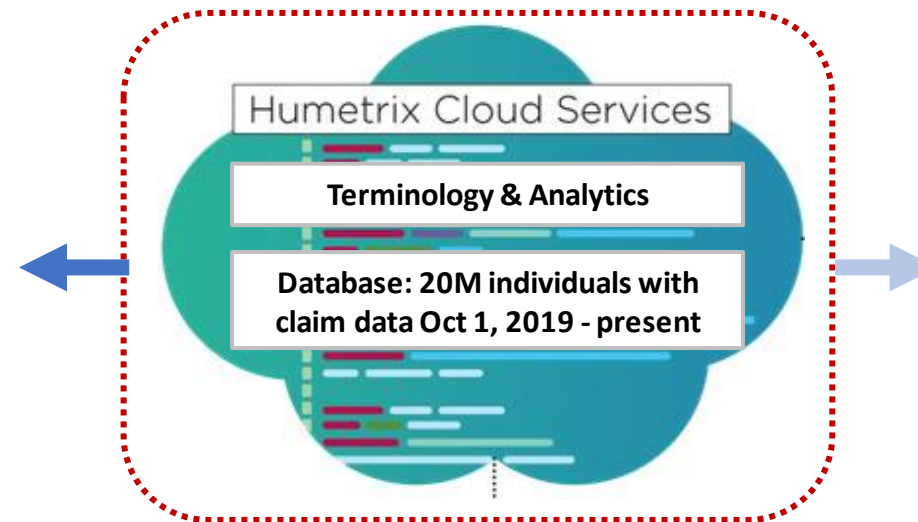 Humetrix Cloud Services
Terminology & Analytics
Database: 20M individuals with
claim data Oct 1, 2019 - present